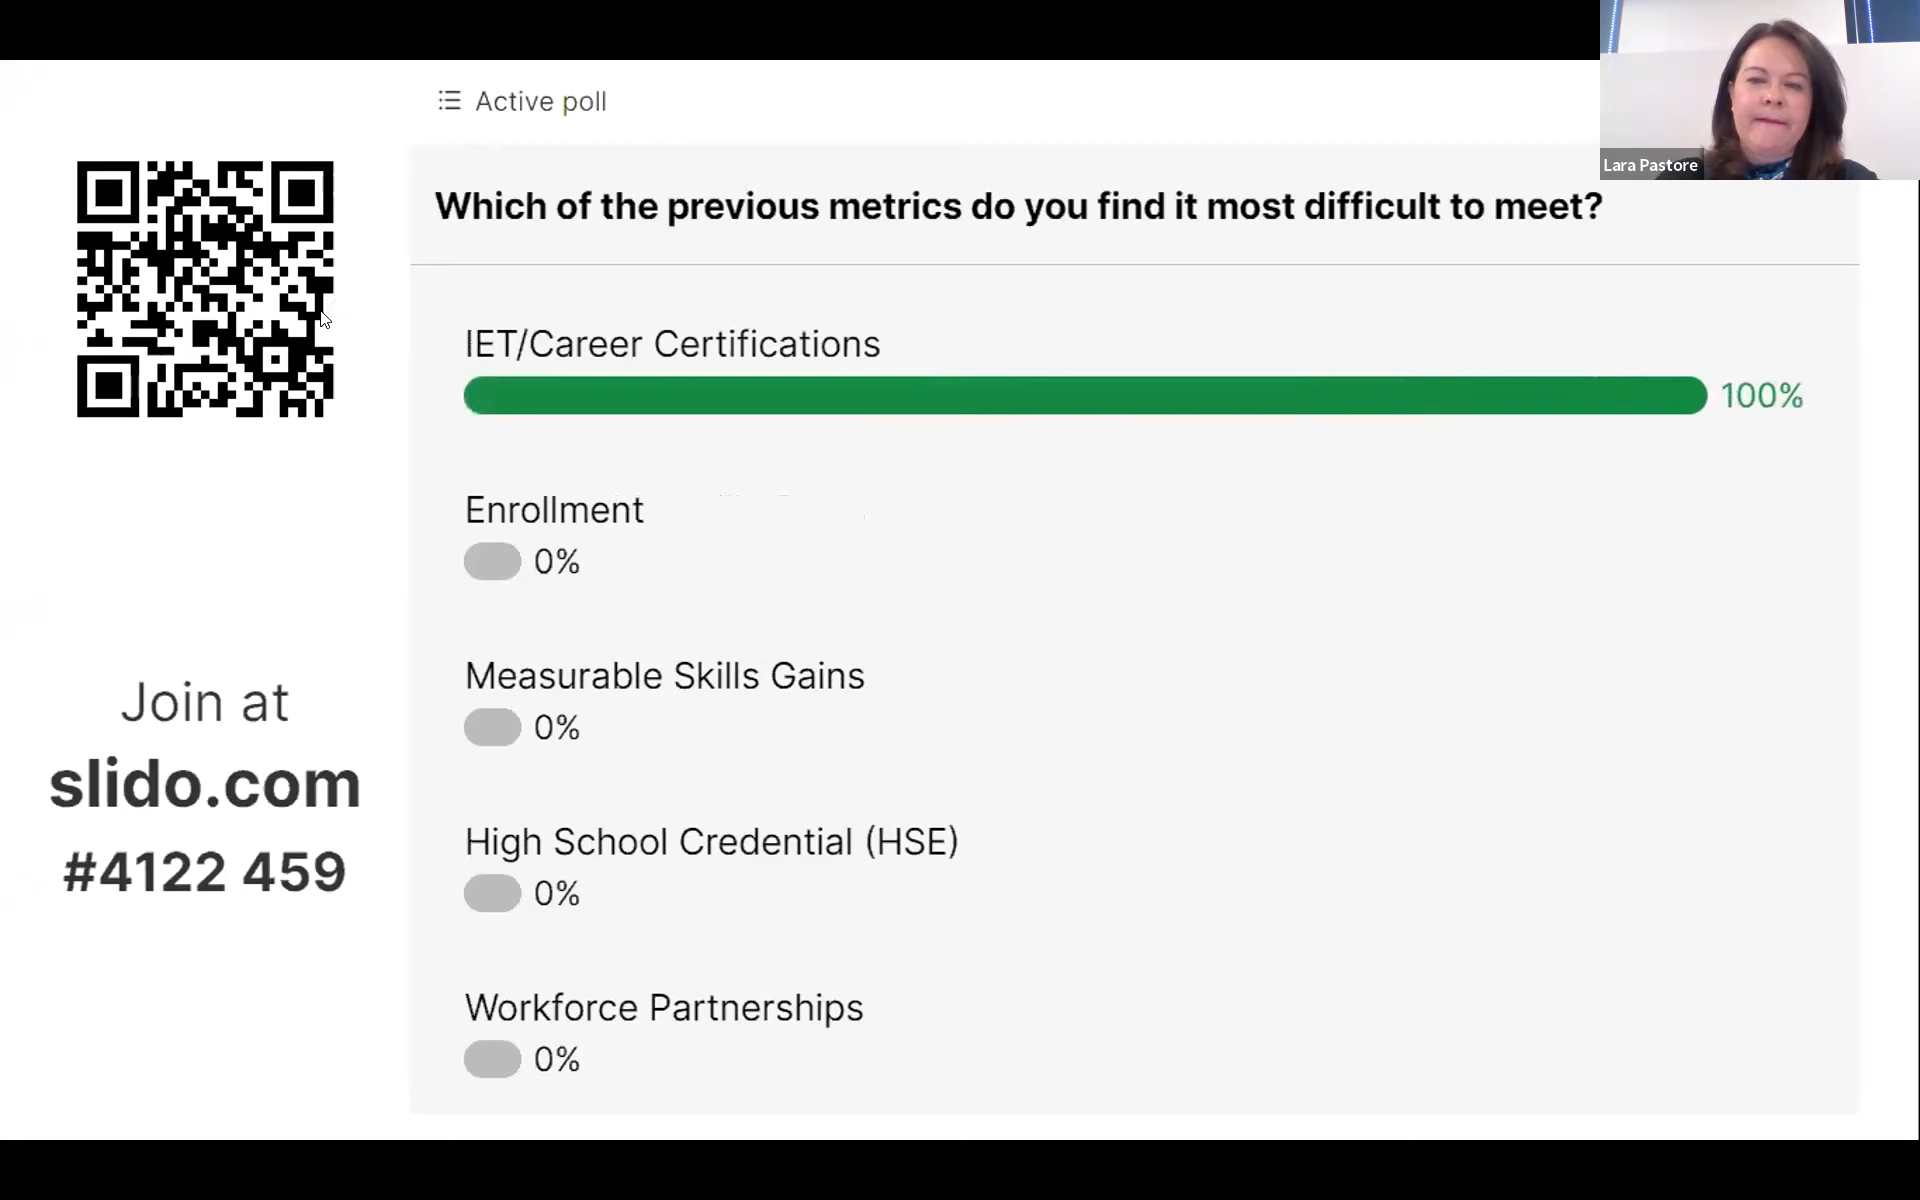 Active poll
Lara Pastore
Which of the previous metrics do you find it most difficult to meet?
IET/Career Certifications
100%
Enrollment
0%
Measurable Skills Gains
0%
High School Credential (HSE)
0%
Workforce Partnerships
0%
Join at
slido.com
#4122 459